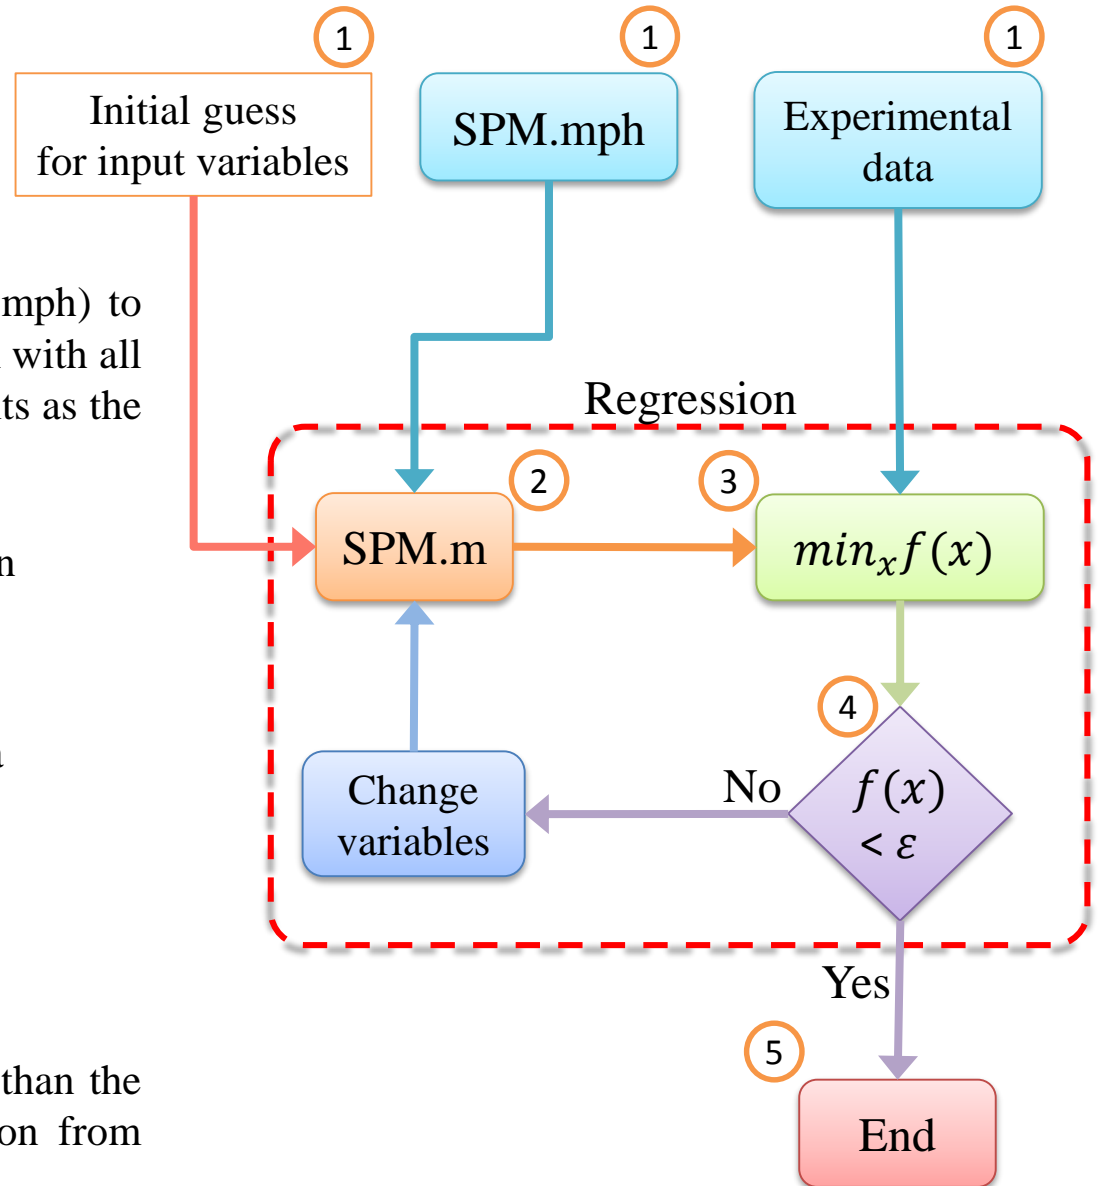 1
1
1
Initial guess
for input variables
SPM.mph
Experimental
data
mph) to
with all
ts as the
than the
on from
Regression
2
3
SPM.m
min_x f(x)
4
Change
variables
No
f(x)
< ε
Yes
5
End